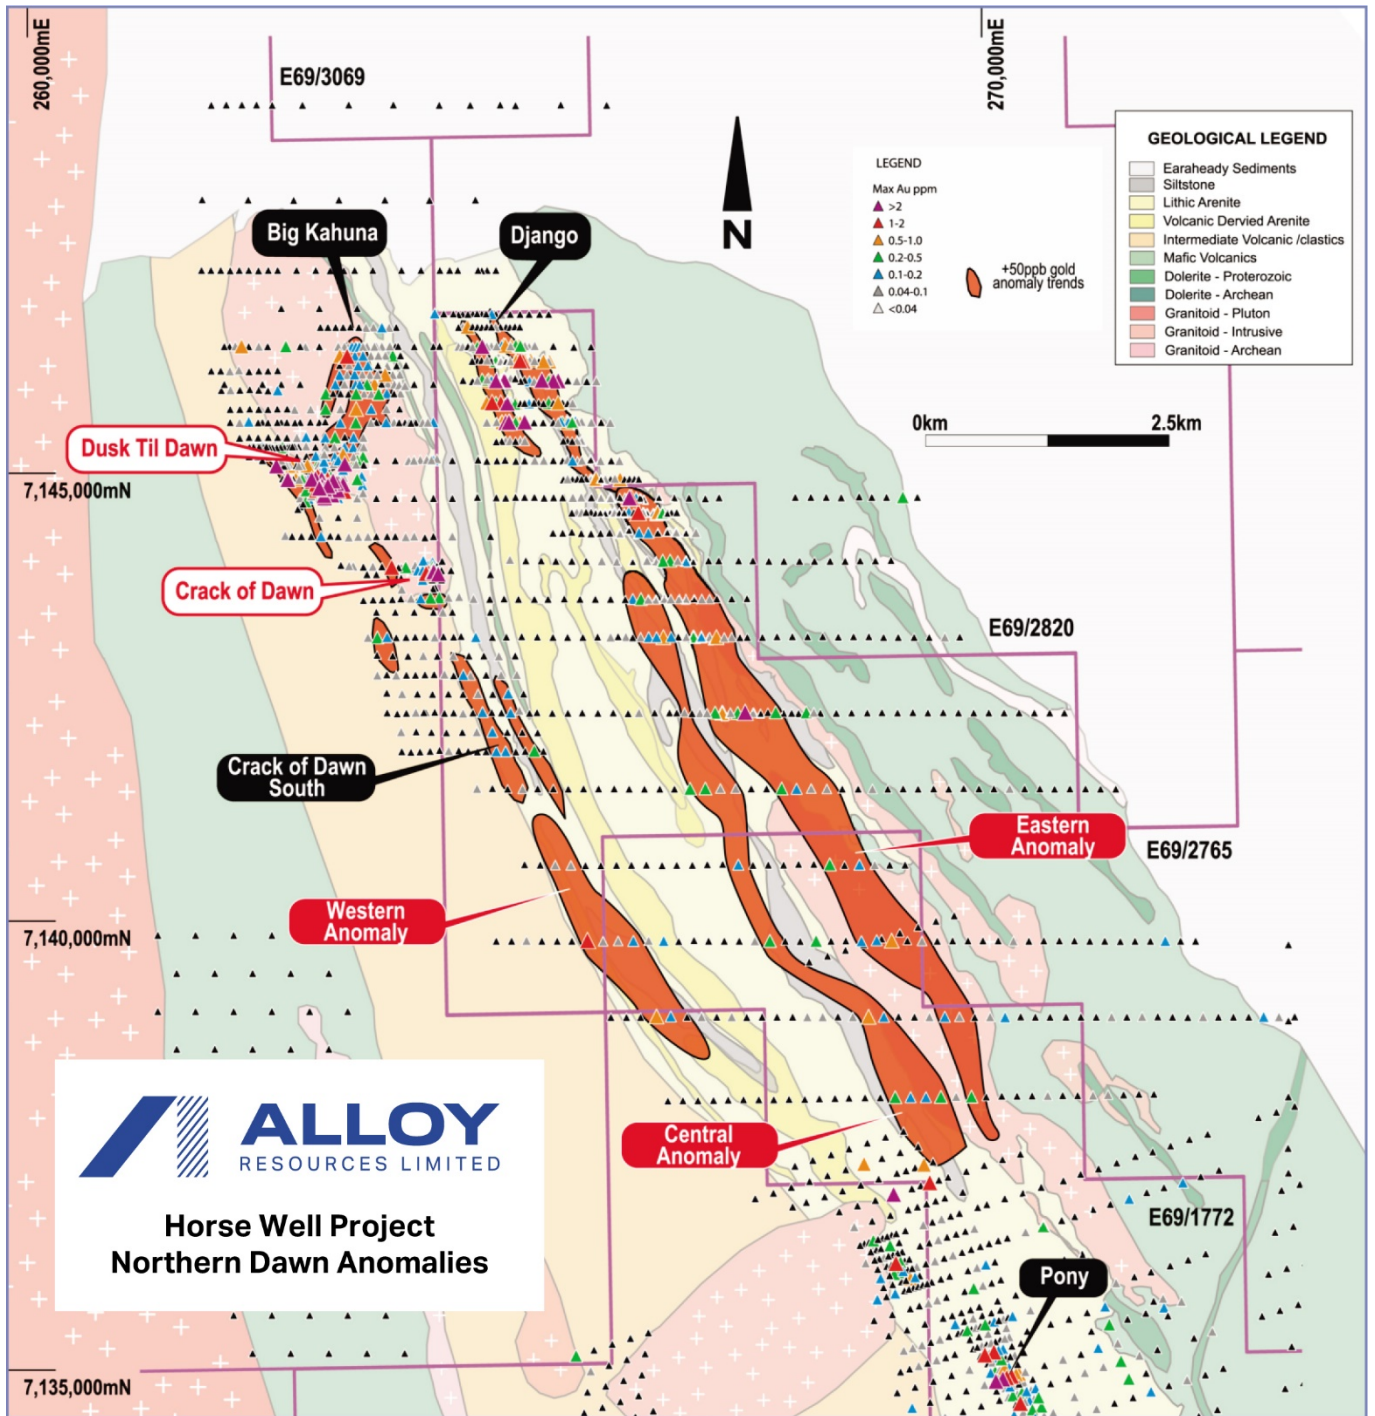 260,000mE
270,000mE
E69/3069
GEOLOGICAL LEGEND
Earaheady Sediments
Siltstone
Lithic Arenite
Volcanic Dervied Arenite
Intermediate Volcanic /clastics
Mafic Volcanics
Dolerite - Proterozoic
Dolerite - Archean
Granitoid - Pluton
Granitoid - Intrusive
Granitoid - Archean
LEGEND
Max Au ppm
>2
1-2
0.5-1.0
0.2-0.5
0.1-0.2
0.04-0.1
<0.04
+50ppb gold
anomaly trends
N
Big Kahuna
Django
0km
2.5km
Dusk Til Dawn
7,145,000mN
Crack of Dawn
E69/2820
Crack of Dawn
South
Eastern
Anomaly
E69/2765
Western
Anomaly
7,140,000mN
Central
Anomaly
ALLOY
RESOURCES LIMITED
Horse Well Project
Northern Dawn Anomalies
E69/1772
Pony
7,135,000mN